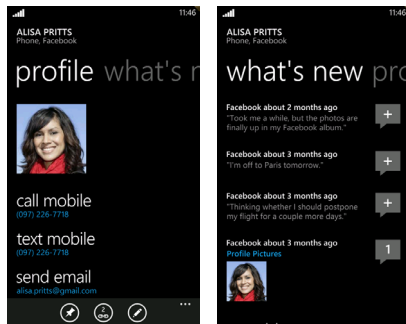 11:46
ALISA PRITTS
Phone, Facebook
profile what's n
call mobile
(097) 226-7718
text mobile
(097) 226-7718
send email
alisa.pritts@gmail.com
2
11:46
ALISA PRITTS
Phone, Facebook
what's new pro
Facebook about 2 months ago
"Took me a while, but the photos are
finally up in my Facebook album."
Facebook about 3 months ago
"I'm off to Paris tomorrow."
Facebook about 3 months ago
"Thinking whether I should postpone
my flight for a couple more days."
Facebook about 3 months ago
Profile Pictures
1